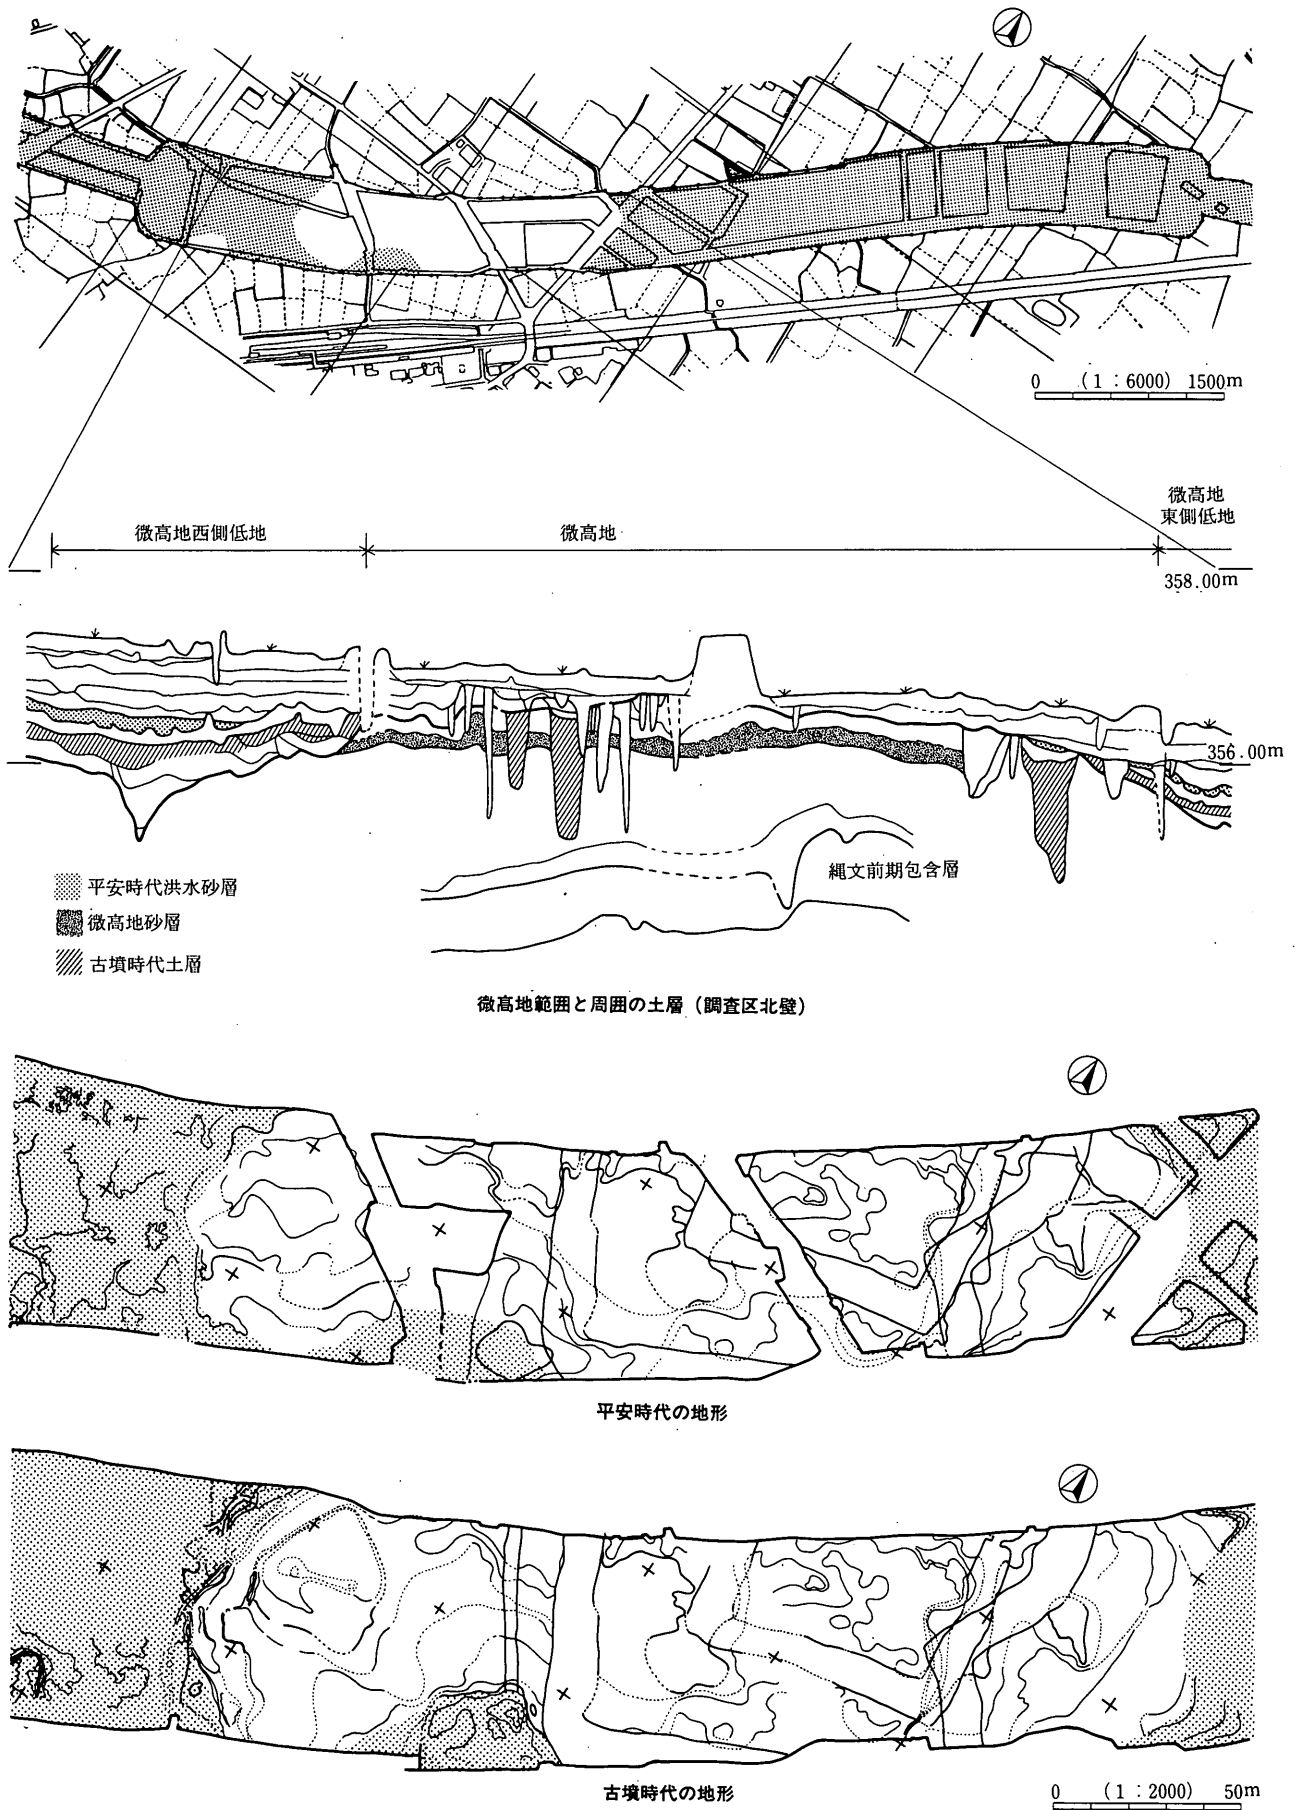 0 (1:6000) 1500m
微高地西側低地
微高地
微高地
東側低地
358.00m
356.00m
縄文前期包含層
平安時代洪水砂層
微高地砂層
古墳時代土層
微高地範囲と周囲の土層(調査区北壁)
平安時代の地形
古墳時代の地形
0 (1:2000) 50m